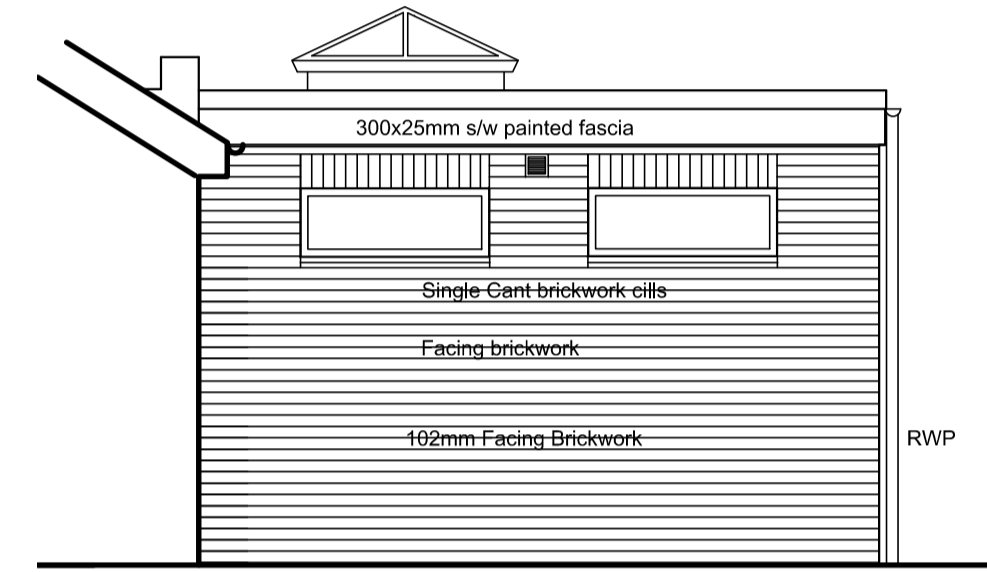 300x25mm s/w painted fascia
Single Cant brickwork cills
Facing brickwork
102mm Facing Brickwork
RWP